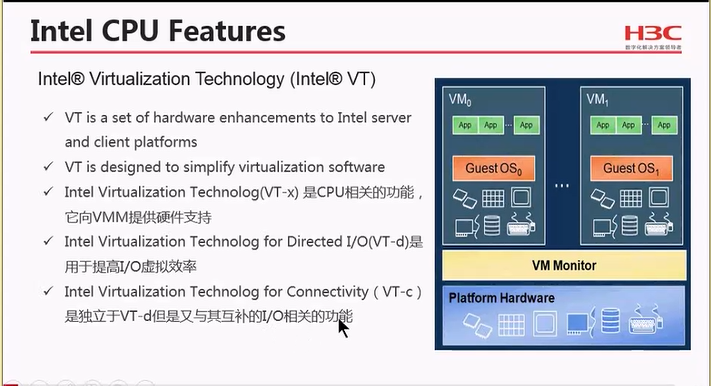 Intel CPU Features
H3C
数字化解决方案领导者
Intel® Virtualization Technology (Intel® VT)
✓ VT is a set of hardware enhancements to Intel server
and client platforms
✓ VT is designed to simplify virtualization software
✓ Intel Virtualization Technolog(VT-x) 是CPU相关的功能，
它向VMM提供硬件支持
✓ Intel Virtualization Technolog for Directed I/O(VT-d)是
用于提高I/O虚拟效率
✓ Intel Virtualization Technolog for Connectivity（VT-c）
是独立于VT-d但是又与其互补的I/O相关的功能
VM0
App App ... App
Guest OS0
...
VM1
App App ... App
Guest OS1
VM Monitor
Platform Hardware